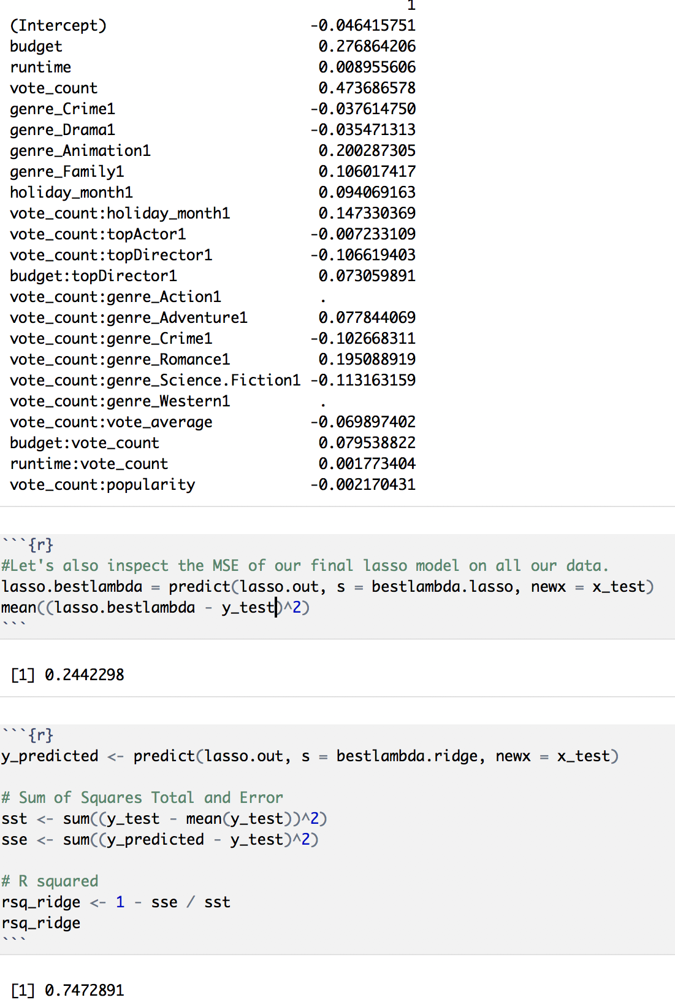 1
(Intercept) -0.046415751
budget 0.276864206
runtime 0.008955606
vote_count 0.473686578
genre_Crime1 -0.037614750
genre_Drama1 -0.035471313
genre_Animation1 0.200287305
genre_Family1 0.106017417
holiday_month1 0.094069163
vote_count:holiday_month1 0.147330369
vote_count:topActor1 -0.007233109
vote_count:topDirector1 -0.106619403
budget:topDirector1 0.073059891
vote_count:genre_Action1 .
vote_count:genre_Adventure1 0.077844069
vote_count:genre_Crime1 -0.102668311
vote_count:genre_Romance1 0.195088919
vote_count:genre_Science.Fiction1 -0.113163159
vote_count:genre_Western1 .
vote_count:vote_average -0.069897402
budget:vote_count 0.079538822
runtime:vote_count 0.001773404
vote_count:popularity -0.002170431
```{r}
#Let's also inspect the MSE of our final lasso model on all our data.
lasso.bestlambda = predict(lasso.out, s = bestlambda.lasso, newx = x_test)
mean((lasso.bestlambda - y_test)^2)
```
[1] 0.2442298
```{r}
y_predicted <- predict(lasso.out, s = bestlambda.ridge, newx = x_test)
# Sum of Squares Total and Error
sst <- sum((y_test - mean(y_test))^2)
sse <- sum((y_predicted - y_test)^2)
# R squared
rsq_ridge <- 1 - sse / sst
rsq_ridge
```
[1] 0.7472891